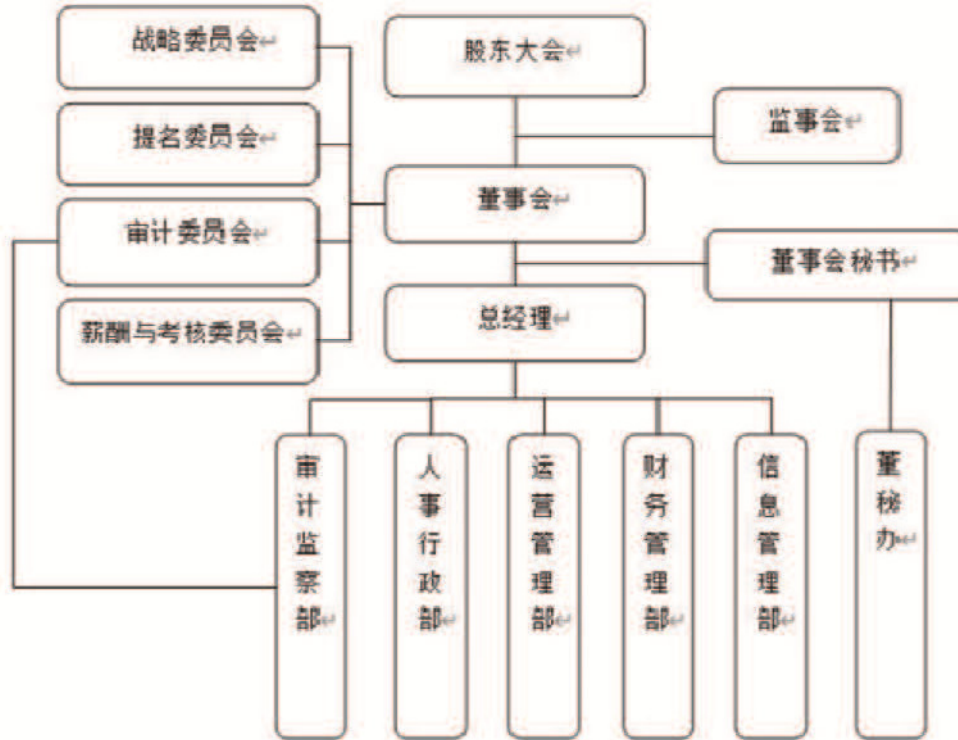 战略委员会
股东大会
监事会
提名委员会
董事会
审计委员会
董事会秘书
总经理
薪酬与考核委员会
审计监察部
人事行政部
运营管理部
财务管理部
信息管理部
董秘办